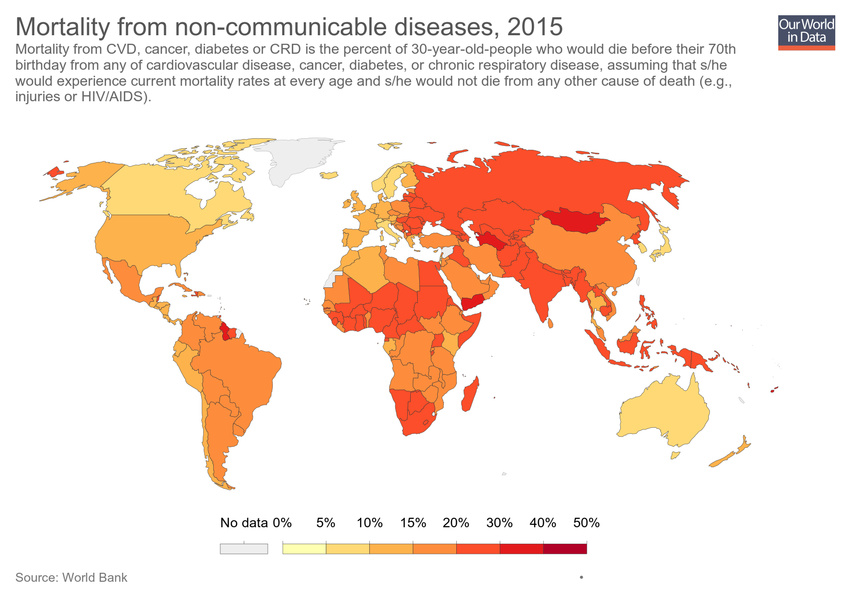 Mortality from non-communicable diseases, 2015
Our World
in Data
Mortality from CVD, cancer, diabetes or CRD is the percent of 30-year-old-people who would die before their 70th
birthday from any of cardiovascular disease, cancer, diabetes, or chronic respiratory disease, assuming that s/he
would experience current mortality rates at every age and s/he would not die from any other cause of death (e.g.,
injuries or HIV/AIDS).
No data 0% 5% 10% 15% 20% 30% 40% 50%
Source: World Bank